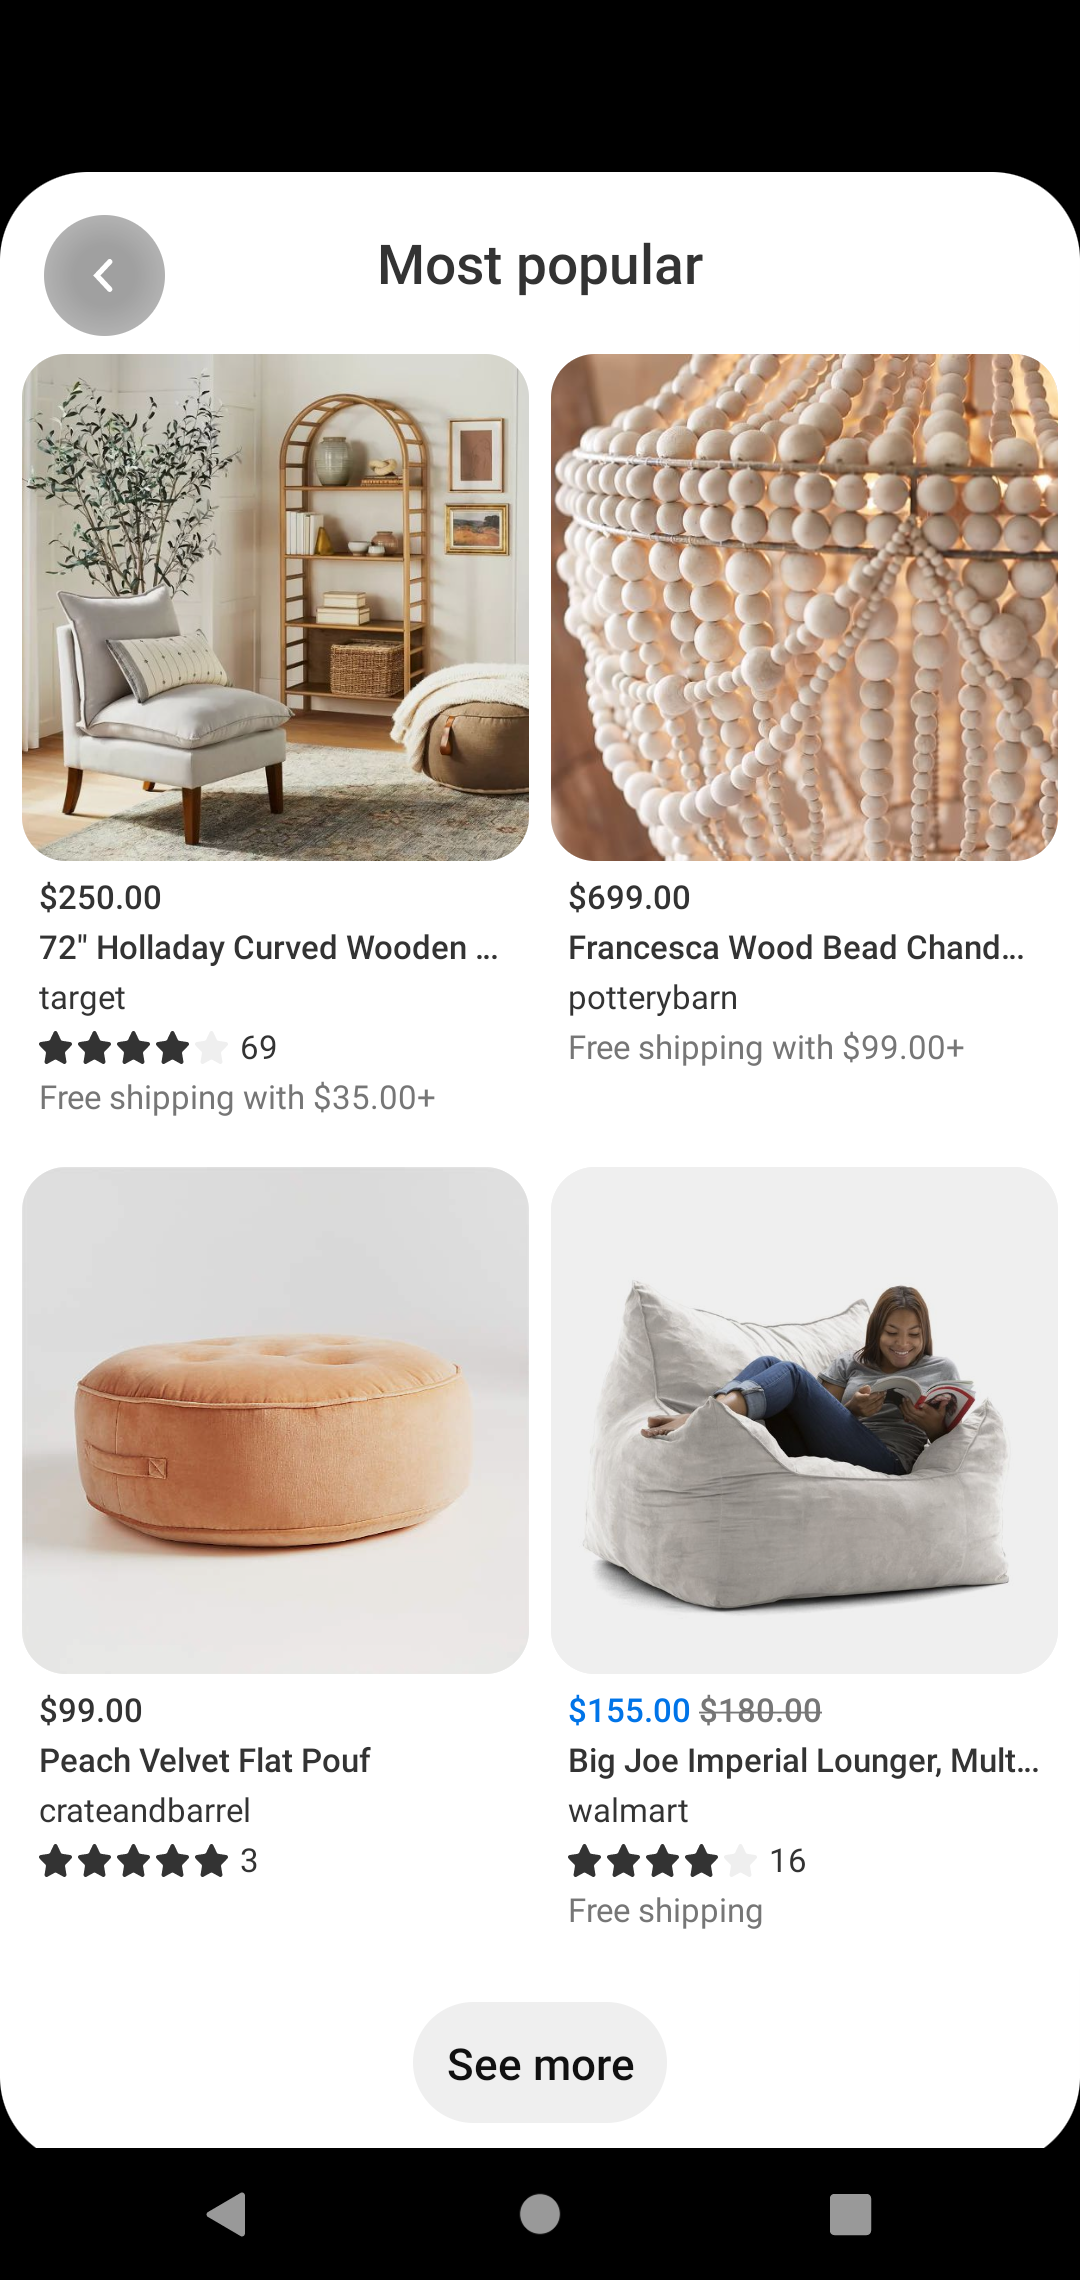 Most popular
$250.00
72" Holladay Curved Wooden ...
target
69
Free shipping with $35.00+
$699.00
Francesca Wood Bead Chand...
potterybarn
Free shipping with $99.00+
$99.00
Peach Velvet Flat Pouf
crateandbarrel
3
$155.00 $180.00
Big Joe Imperial Lounger, Mult...
walmart
16
Free shipping
See more